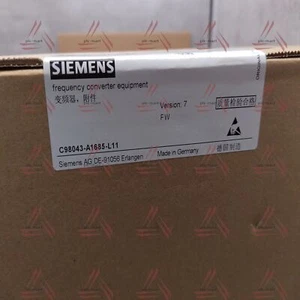 SIEMENS
frequency converter equipment
变频器，附件
Version: 7
质量检验合格
FW
C98043-A1685-L11
Siemens AG, DE-91056 Erlangen
Made in Germany
德国制造